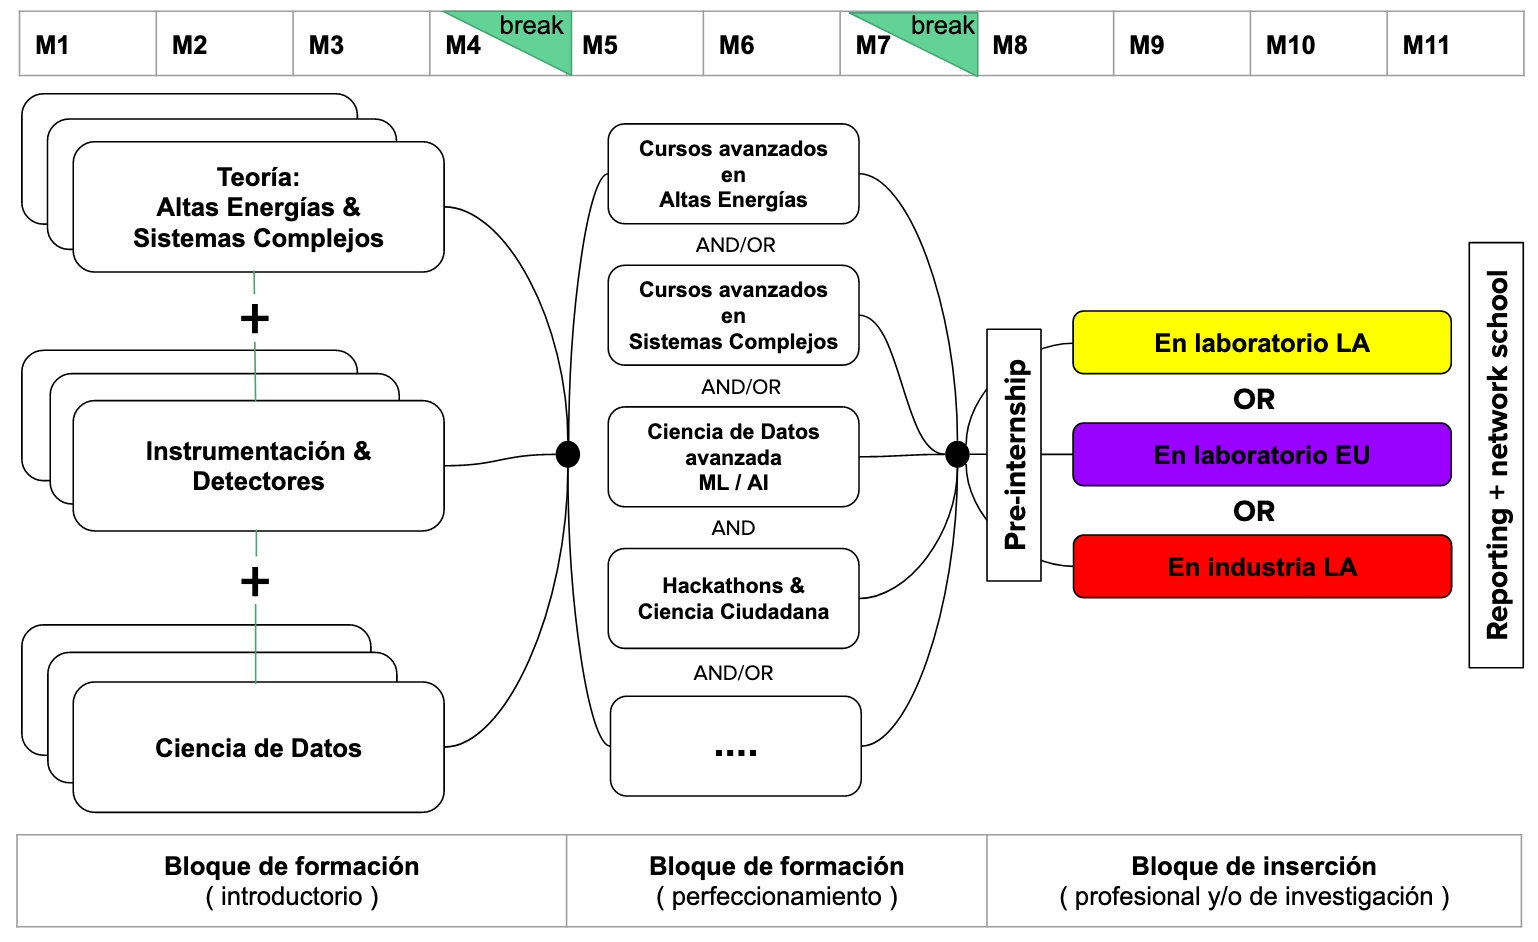 M1
M2
M3
M4
break
M5
M6
M7
break
M8
M9
M10
M11
Teoría:
Altas Energías &
Sistemas Complejos
+
Instrumentación &
Detectores
+
Ciencia de Datos
Cursos avanzados
en
Altas Energías
AND/OR
Cursos avanzados
en
Sistemas Complejos
AND/OR
Ciencia de Datos
avanzada
ML / AI
AND
Hackathons &
Ciencia Ciudadana
AND/OR
....
Pre-internship
En laboratorio LA
OR
En laboratorio EU
OR
En industria LA
Reporting + network school
Bloque de formación
( introductorio )
Bloque de formación
( perfeccionamiento )
Bloque de inserción
( profesional y/o de investigación )